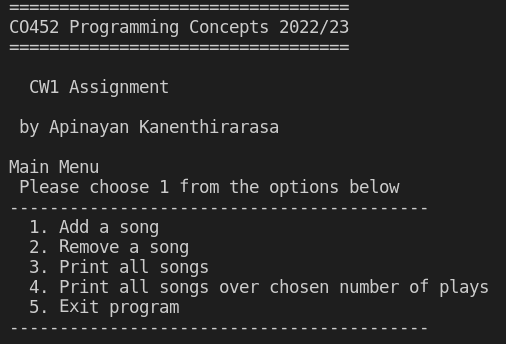 ==================================
CO452 Programming Concepts 2022/23
==================================
CW1 Assignment
by Apinayan Kanenthirarasa
Main Menu
Please choose 1 from the options below
------------------------------------------
1. Add a song
2. Remove a song
3. Print all songs
4. Print all songs over chosen number of plays
5. Exit program
------------------------------------------